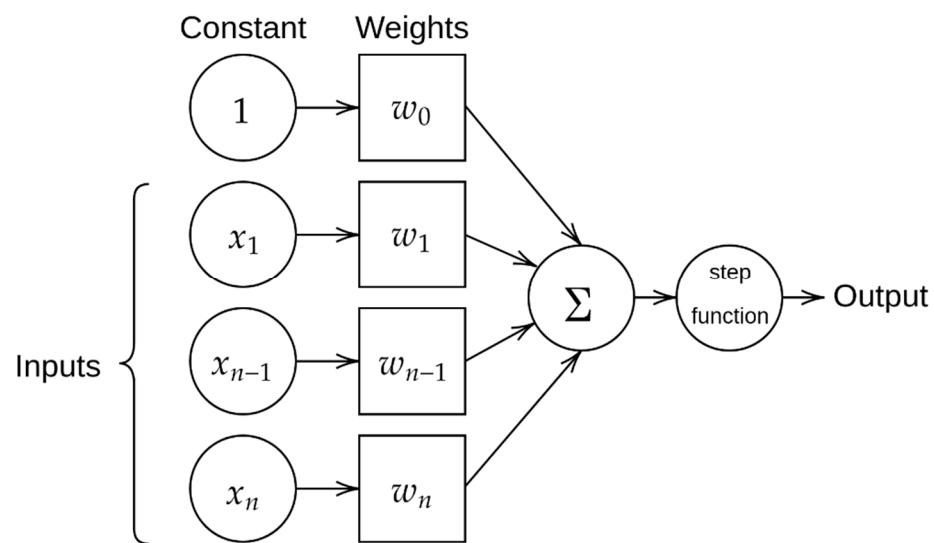 Constant Weights
1 w₀
x₁ w₁
Σ
step
function
Output
Inputs
xₙ₋₁ wₙ₋₁
xₙ wₙ